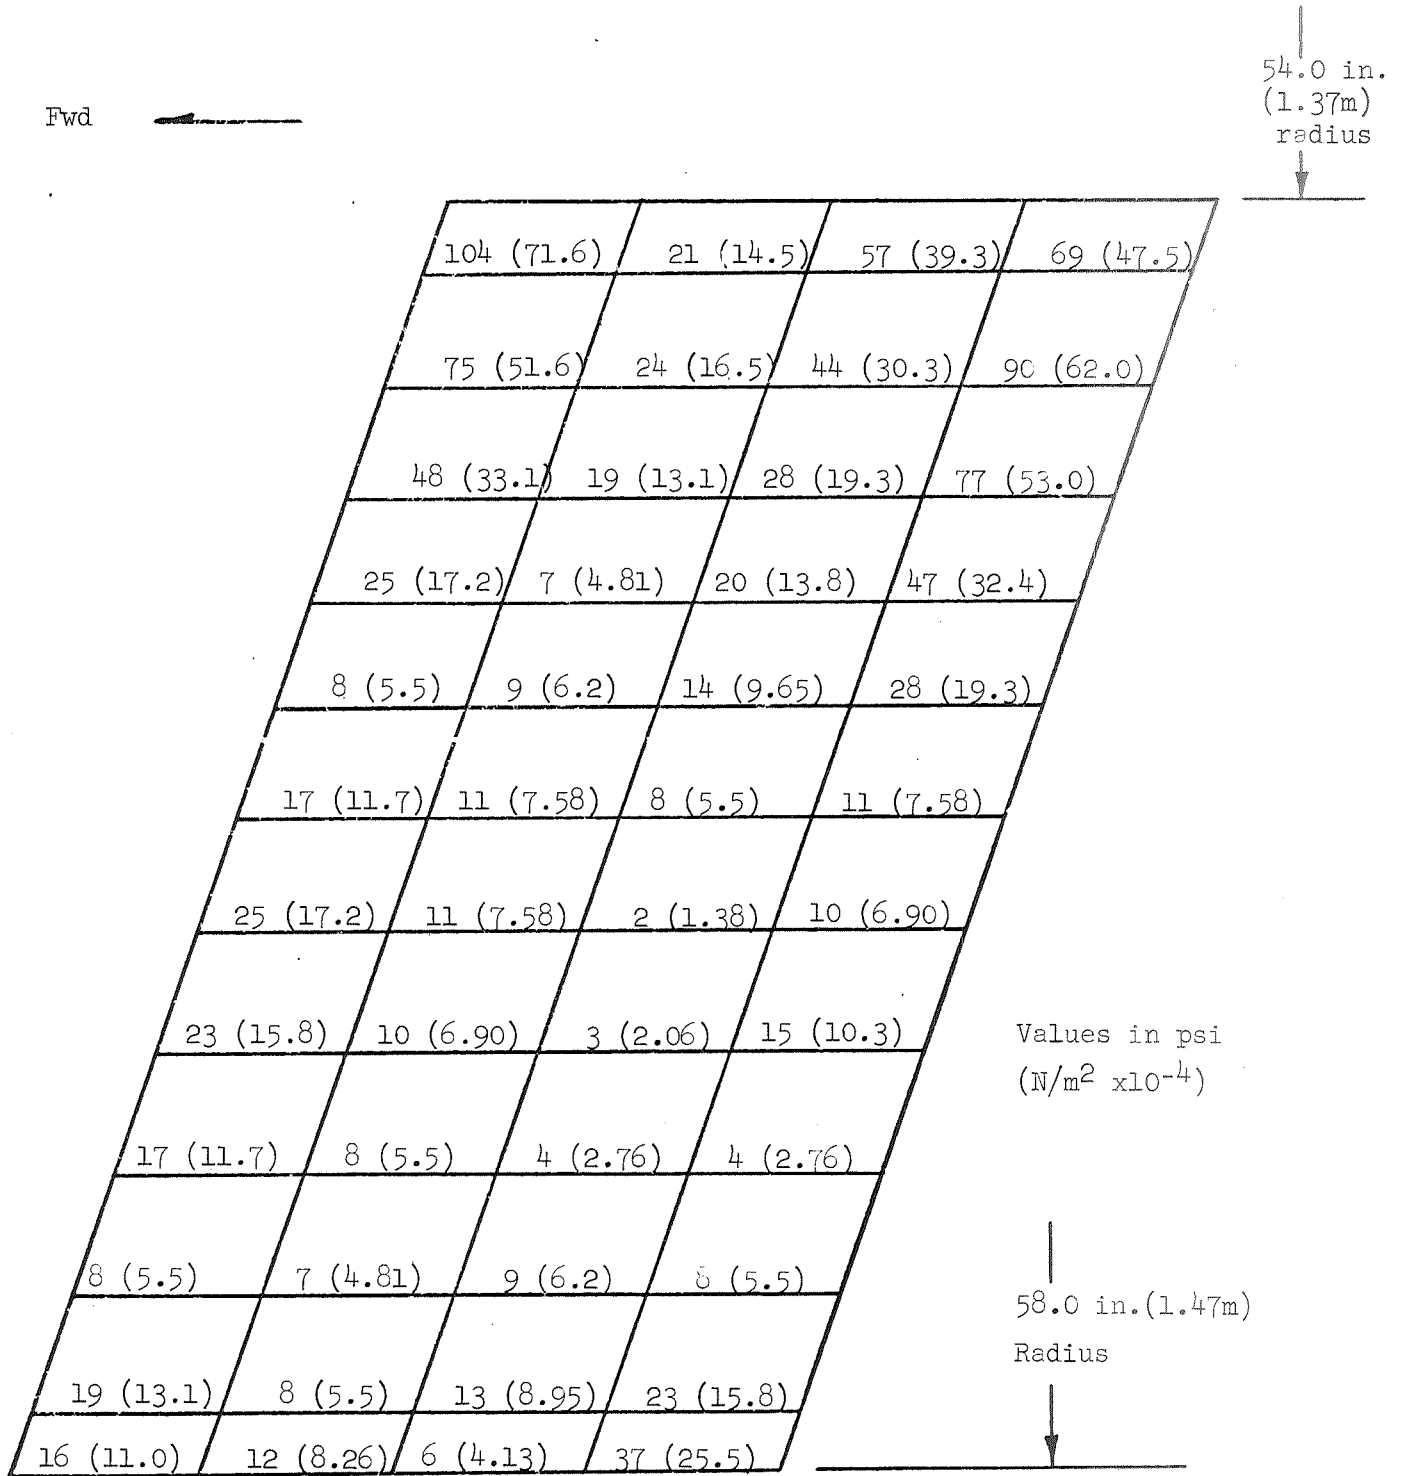 54.0 in.
(1.37m)
radius
Fwd
104 (71.6) 21 (14.5) 57 (39.3) 69 (47.5)
75 (51.6) 24 (16.5) 44 (30.3) 90 (62.0)
48 (33.1) 19 (13.1) 28 (19.3) 77 (53.0)
25 (17.2) 7 (4.81) 20 (13.8) 47 (32.4)
8 (5.5) 9 (6.2) 14 (9.65) 28 (19.3)
17 (11.7) 11 (7.58) 8 (5.5) 11 (7.58)
25 (17.2) 11 (7.58) 2 (1.38) 10 (6.90)
23 (15.8) 10 (6.90) 3 (2.06) 15 (10.3)
Values in psi
(N/m² x10⁻⁴)
17 (11.7) 8 (5.5) 4 (2.76) 4 (2.76)
8 (5.5) 7 (4.81) 9 (6.2) 8 (5.5)
58.0 in.(1.47m)
Radius
19 (13.1) 8 (5.5) 13 (8.95) 23 (15.8)
16 (11.0) 12 (8.26) 6 (4.13) 37 (25.5)